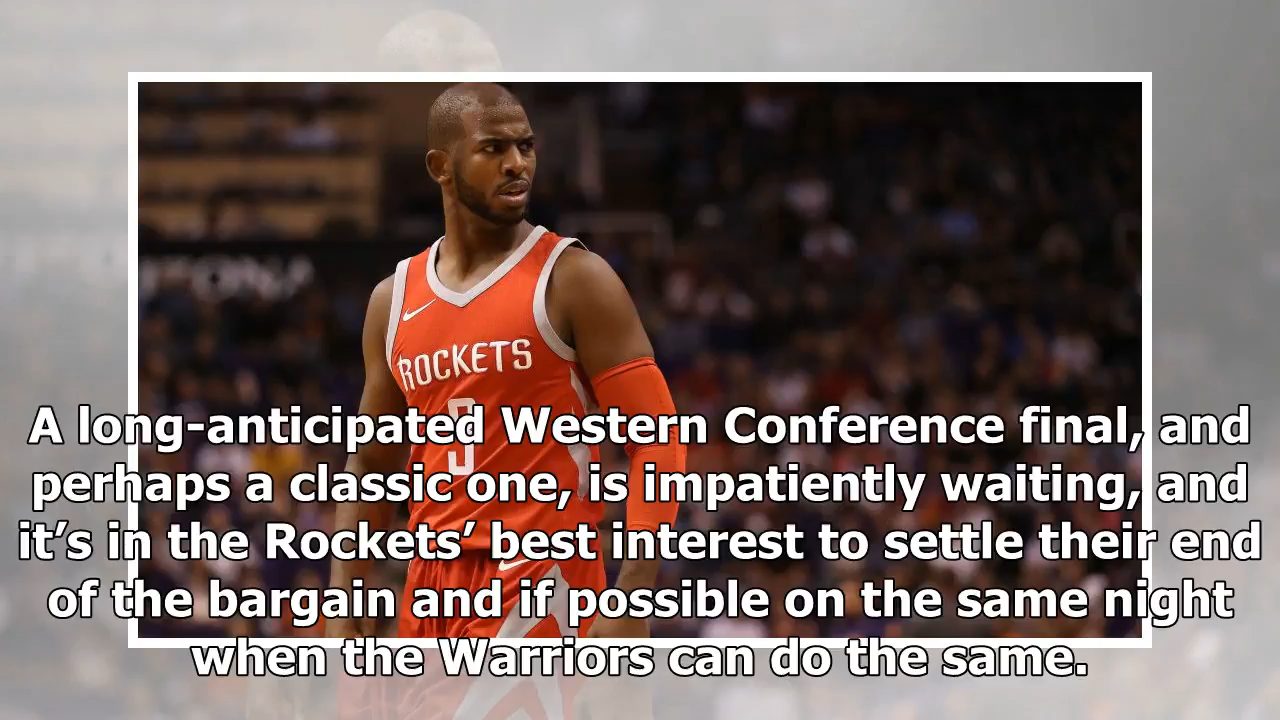 ROCKETS
3
A long-anticipated Western Conference final, and
perhaps a classic one, is impatiently waiting, and
it’s in the Rockets’ best interest to settle their end
of the bargain and if possible on the same night
when the Warriors can do the same.